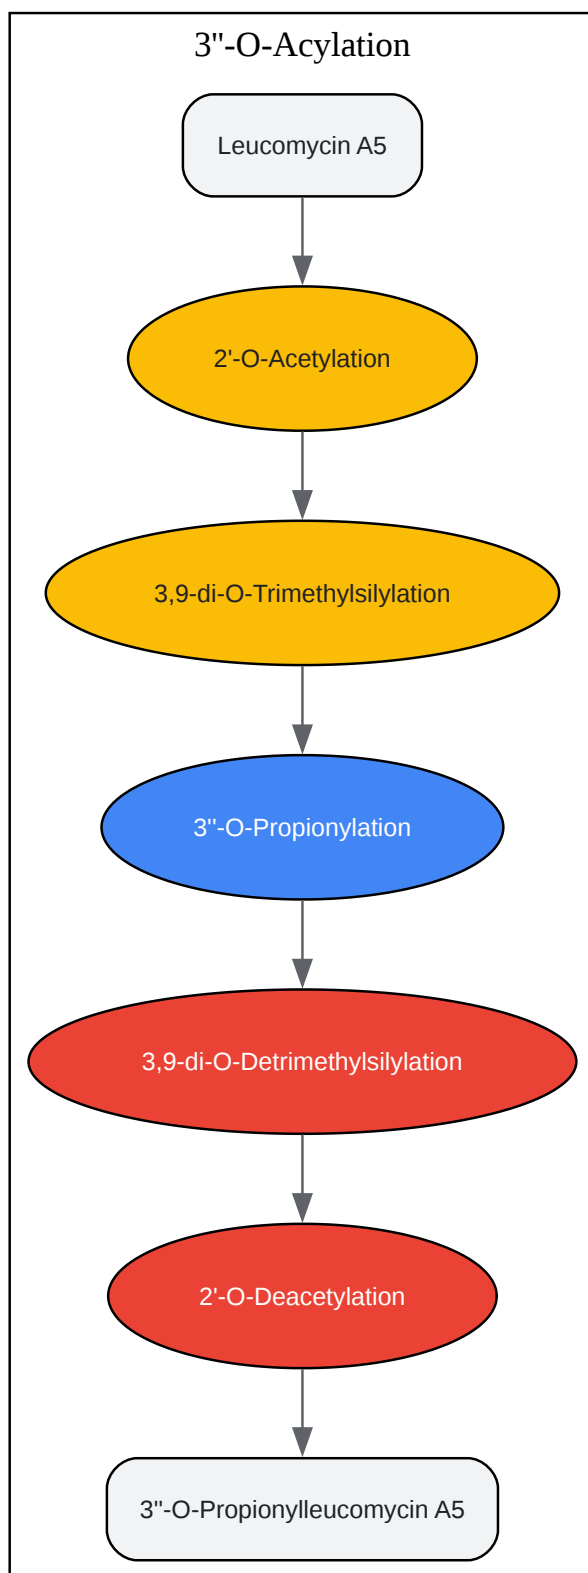 3"-O-Acylation
Leucomycin A5
2'-O-Acetylation
3,9-di-O-Trimethylsilylation
3''-O-Propionylation
3,9-di-O-Detrimethylsilylation
2'-O-Deacetylation
3''-O-Propionylleucomycin A5